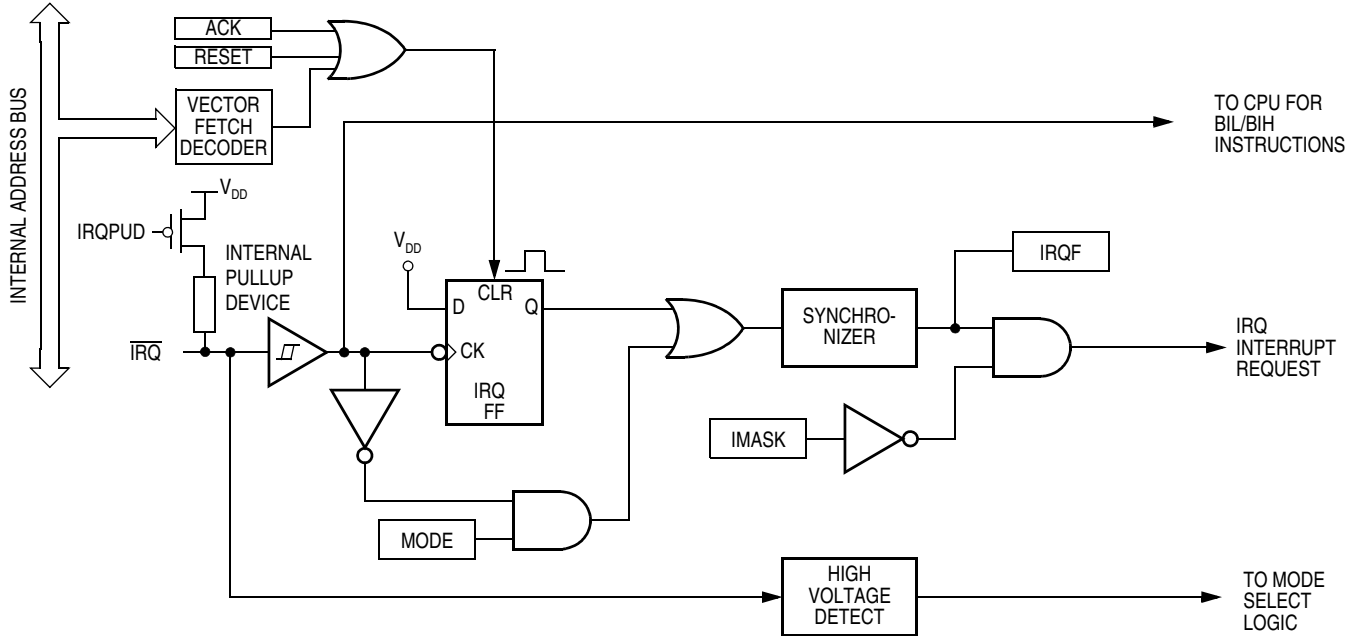 INTERNAL ADDRESS BUS
ACK
RESET
VECTOR
FETCH
DECODER
TO CPU FOR
BIL/BIH
INSTRUCTIONS
VDD
IRQPUD
INTERNAL
PULLUP
DEVICE
VDD
D
CLR
Q
CK
IRQ
FF
SYNCHRO-
NIZER
IRQF
IRQ
IRQ
INTERRUPT
REQUEST
IMASK
MODE
HIGH
VOLTAGE
DETECT
TO MODE
SELECT
LOGIC